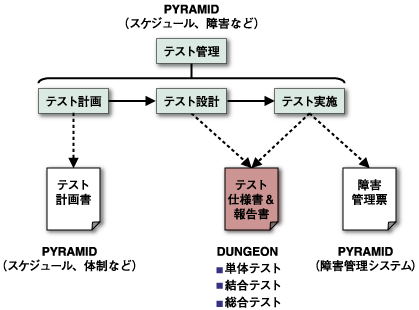 PYRAMID
（スケジュール、障害など）
テスト管理
テスト計画
テスト設計
テスト実施
テスト
計画書
テスト
仕様書＆
報告書
障害
管理票
PYRAMID
（スケジュール、体制など）
DUNGEON
■単体テスト
■結合テスト
■総合テスト
PYRAMID
（障害管理システム）